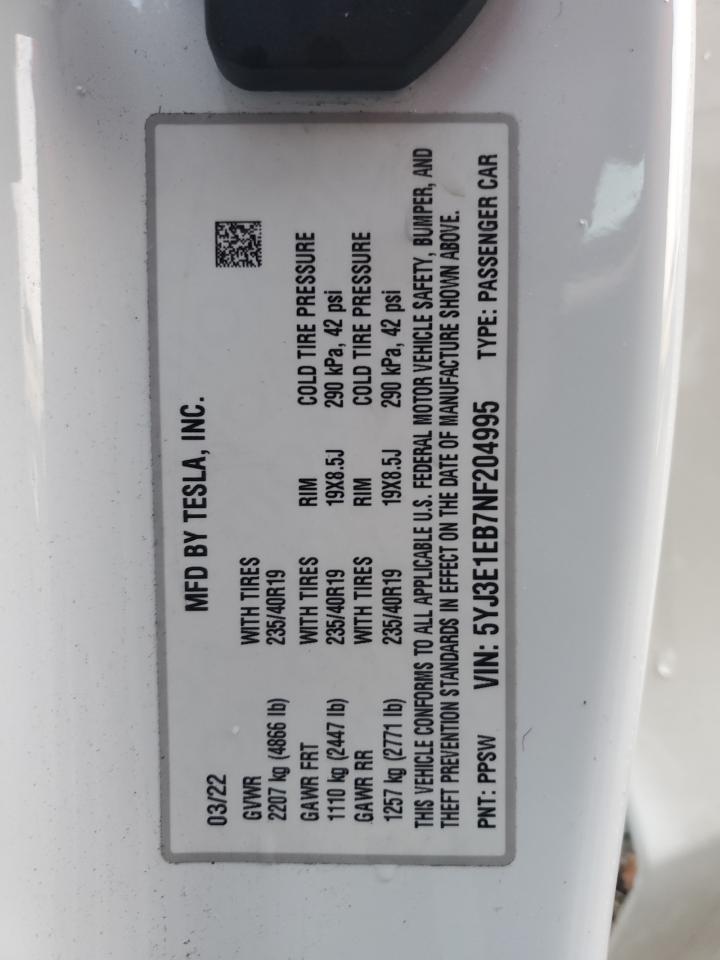 MFD BY TESLA, INC.
03/22
GVWR WITH TIRES
2207 kg (4866 lb) 235/40R19
GAWR FRT WITH TIRES RIM COLD TIRE PRESSURE
1110 kg (2447 lb) 235/40R19 19X8.5J 290 kPa, 42 psi
GAWR RR WITH TIRES RIM COLD TIRE PRESSURE
1257 kg (2771 lb) 235/40R19 19X8.5J 290 kPa, 42 psi
THIS VEHICLE CONFORMS TO ALL APPLICABLE U.S. FEDERAL MOTOR VEHICLE SAFETY, BUMPER, AND
THEFT PREVENTION STANDARDS IN EFFECT ON THE DATE OF MANUFACTURE SHOWN ABOVE.
PNT: PPSW VIN: 5YJ3E1EB7NF204995 TYPE: PASSENGER CAR